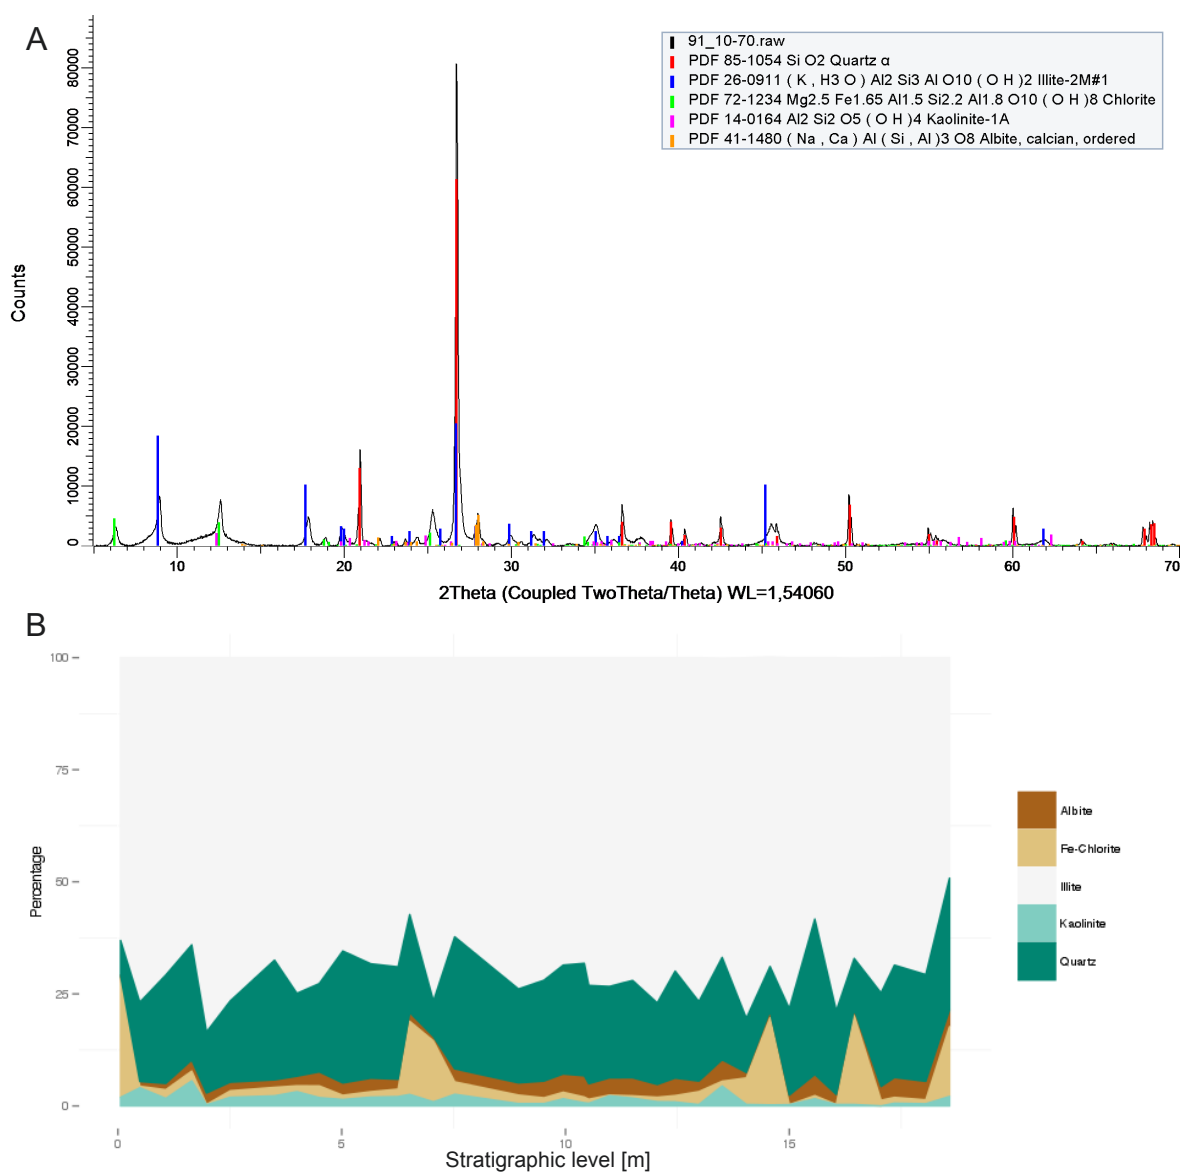 A
91_10-70.raw
PDF 85-1054 Si O2 Quartz α
PDF 26-0911 ( K , H3 O ) Al2 Si3 Al O10 ( O H )2 Illite-2M#1
PDF 72-1234 Mg2.5 Fe1.65 Al1.5 Si2.2 Al1.8 O10 ( O H )8 Chlorite
PDF 14-0164 Al2 Si2 O5 ( O H )4 Kaolinite-1A
PDF 41-1480 ( Na , Ca ) Al ( Si , Al )3 O8 Albite, calcian, ordered
Counts
80000
70000
60000
50000
40000
30000
20000
10000
0
10 20 30 40 50 60 70
2Theta (Coupled TwoTheta/Theta) WL=1,54060
B
Percentage
100
75
50
25
0
Albite
Fe-Chlorite
Illite
Kaolinite
Quartz
0 5 10 15
Stratigraphic level [m]